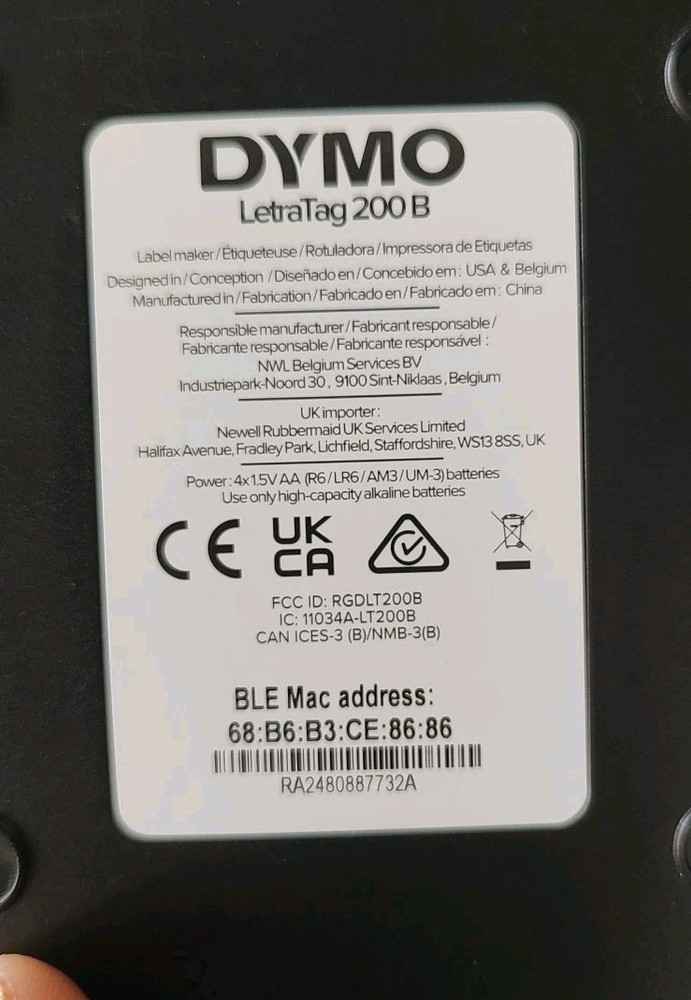 DYMO
LetraTag 200 B
Label maker / Étiqueteuse / Rotuladora / Impressora de Etiquetas
Designed in / Conception / Diseñado en / Concebido em : USA & Belgium
Manufactured in / Fabrication / Fabricado en / Fabricado em : China
Responsible manufacturer / Fabricant responsable /
Fabricante responsable / Fabricante responsável :
NWL Belgium Services BV
Industriepark-Noord 30 , 9100 Sint-Niklaas , Belgium
UK importer :
Newell Rubbermaid UK Services Limited
Halifax Avenue, Fradley Park, Lichfield, Staffordshire, WS13 8SS, UK
Power : 4x 1.5V AA (R6 / LR6 / AM3 / UM-3) batteries
Use only high-capacity alkaline batteries
CE UK CA
FCC ID: RGDLT200B
IC: 11034A-LT200B
CAN ICES-3 (B)/NMB-3(B)
BLE Mac address:
68:B6:B3:CE:86:86
RA2480887732A